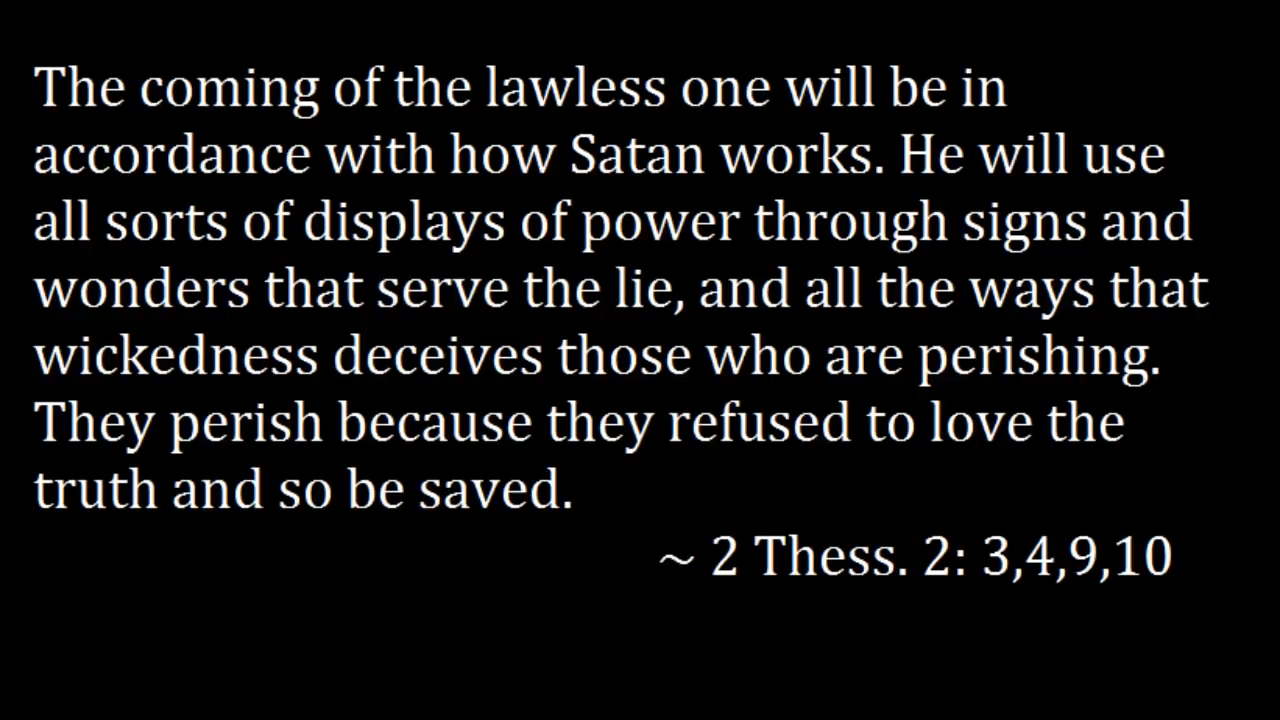 The coming of the lawless one will be in
accordance with how Satan works. He will use
all sorts of displays of power through signs and
wonders that serve the lie, and all the ways that
wickedness deceives those who are perishing.
They perish because they refused to love the
truth and so be saved.
~ 2 Thess. 2: 3,4,9,10